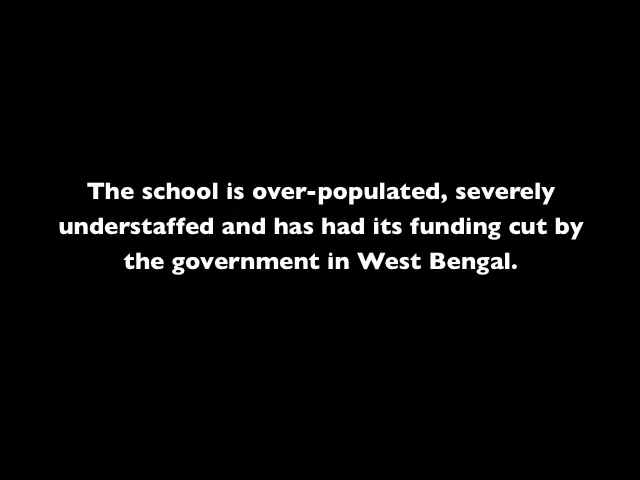 The school is over-populated, severely
understaffed and has had its funding cut by
the government in West Bengal.